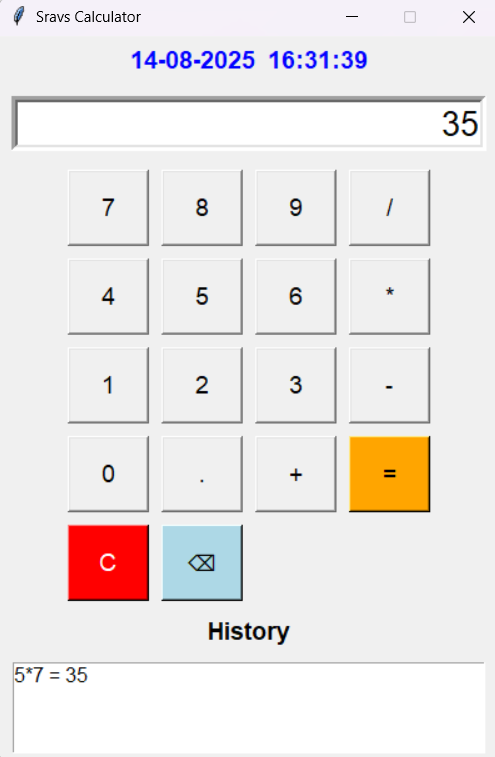 Sravs Calculator
14-08-2025 16:31:39
35
7 8 9 /
4 5 6 *
1 2 3 -
0 . + =
C ⌫
History
5*7 = 35